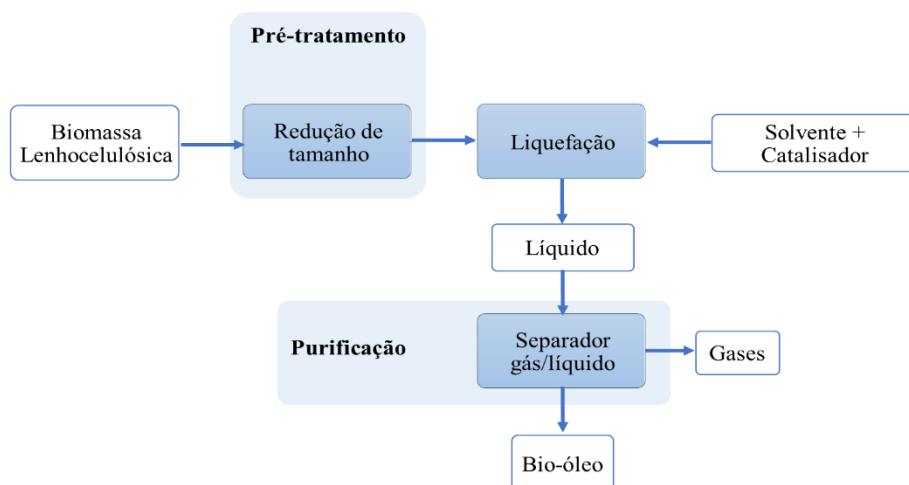 Pré-tratamento
Biomassa
Lenhocelulósica
Redução de
tamanho
Liquefação
Solvente +
Catalisador
Líquido
Purificação
Separador
gás/líquido
Gases
Bio-óleo